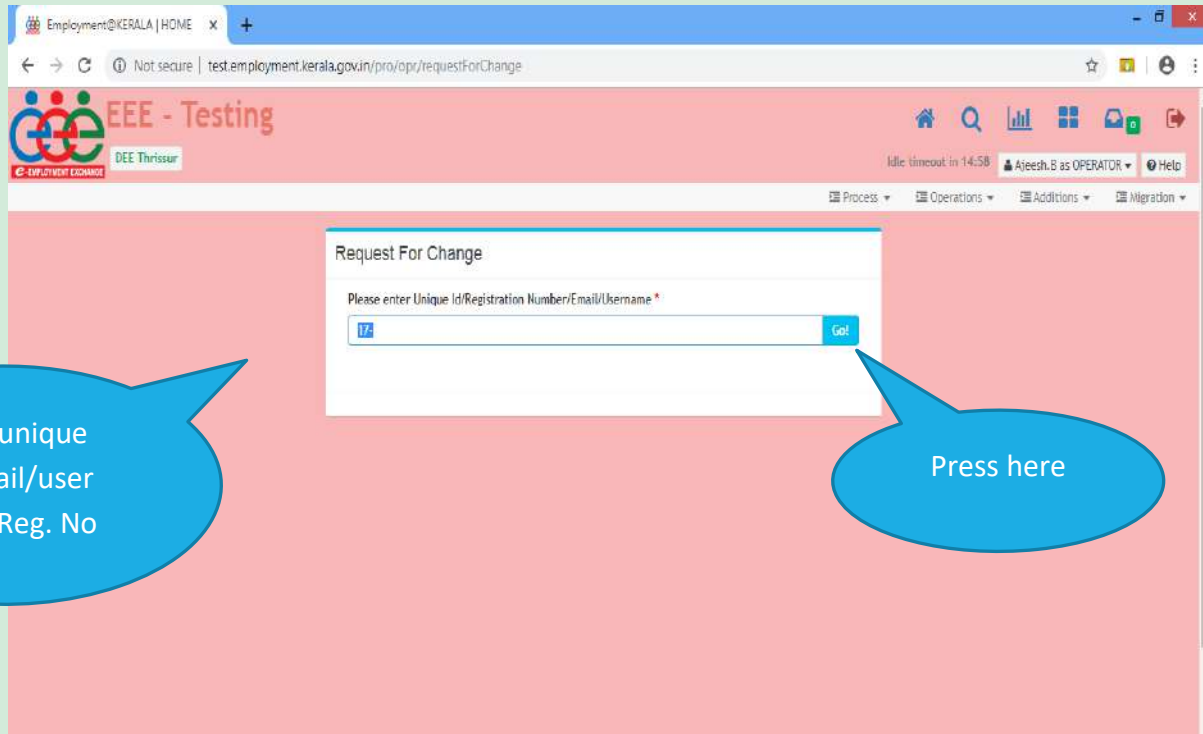 Employment@KERALA | HOME
Not secure | test.employment.kerala.gov.in/pro/opr/requestForChange
EEE - Testing
DEE Thrissur
e-EMPLOYMENT EXCHANGE
0
Idle timeout in 14:58
Ajeesh.B as OPERATOR
Help
Process
Operations
Additions
Migration
Request For Change
Please enter Unique Id/Registration Number/Email/Username *
17-
Go!
unique
ail/user
Reg. No
Press here